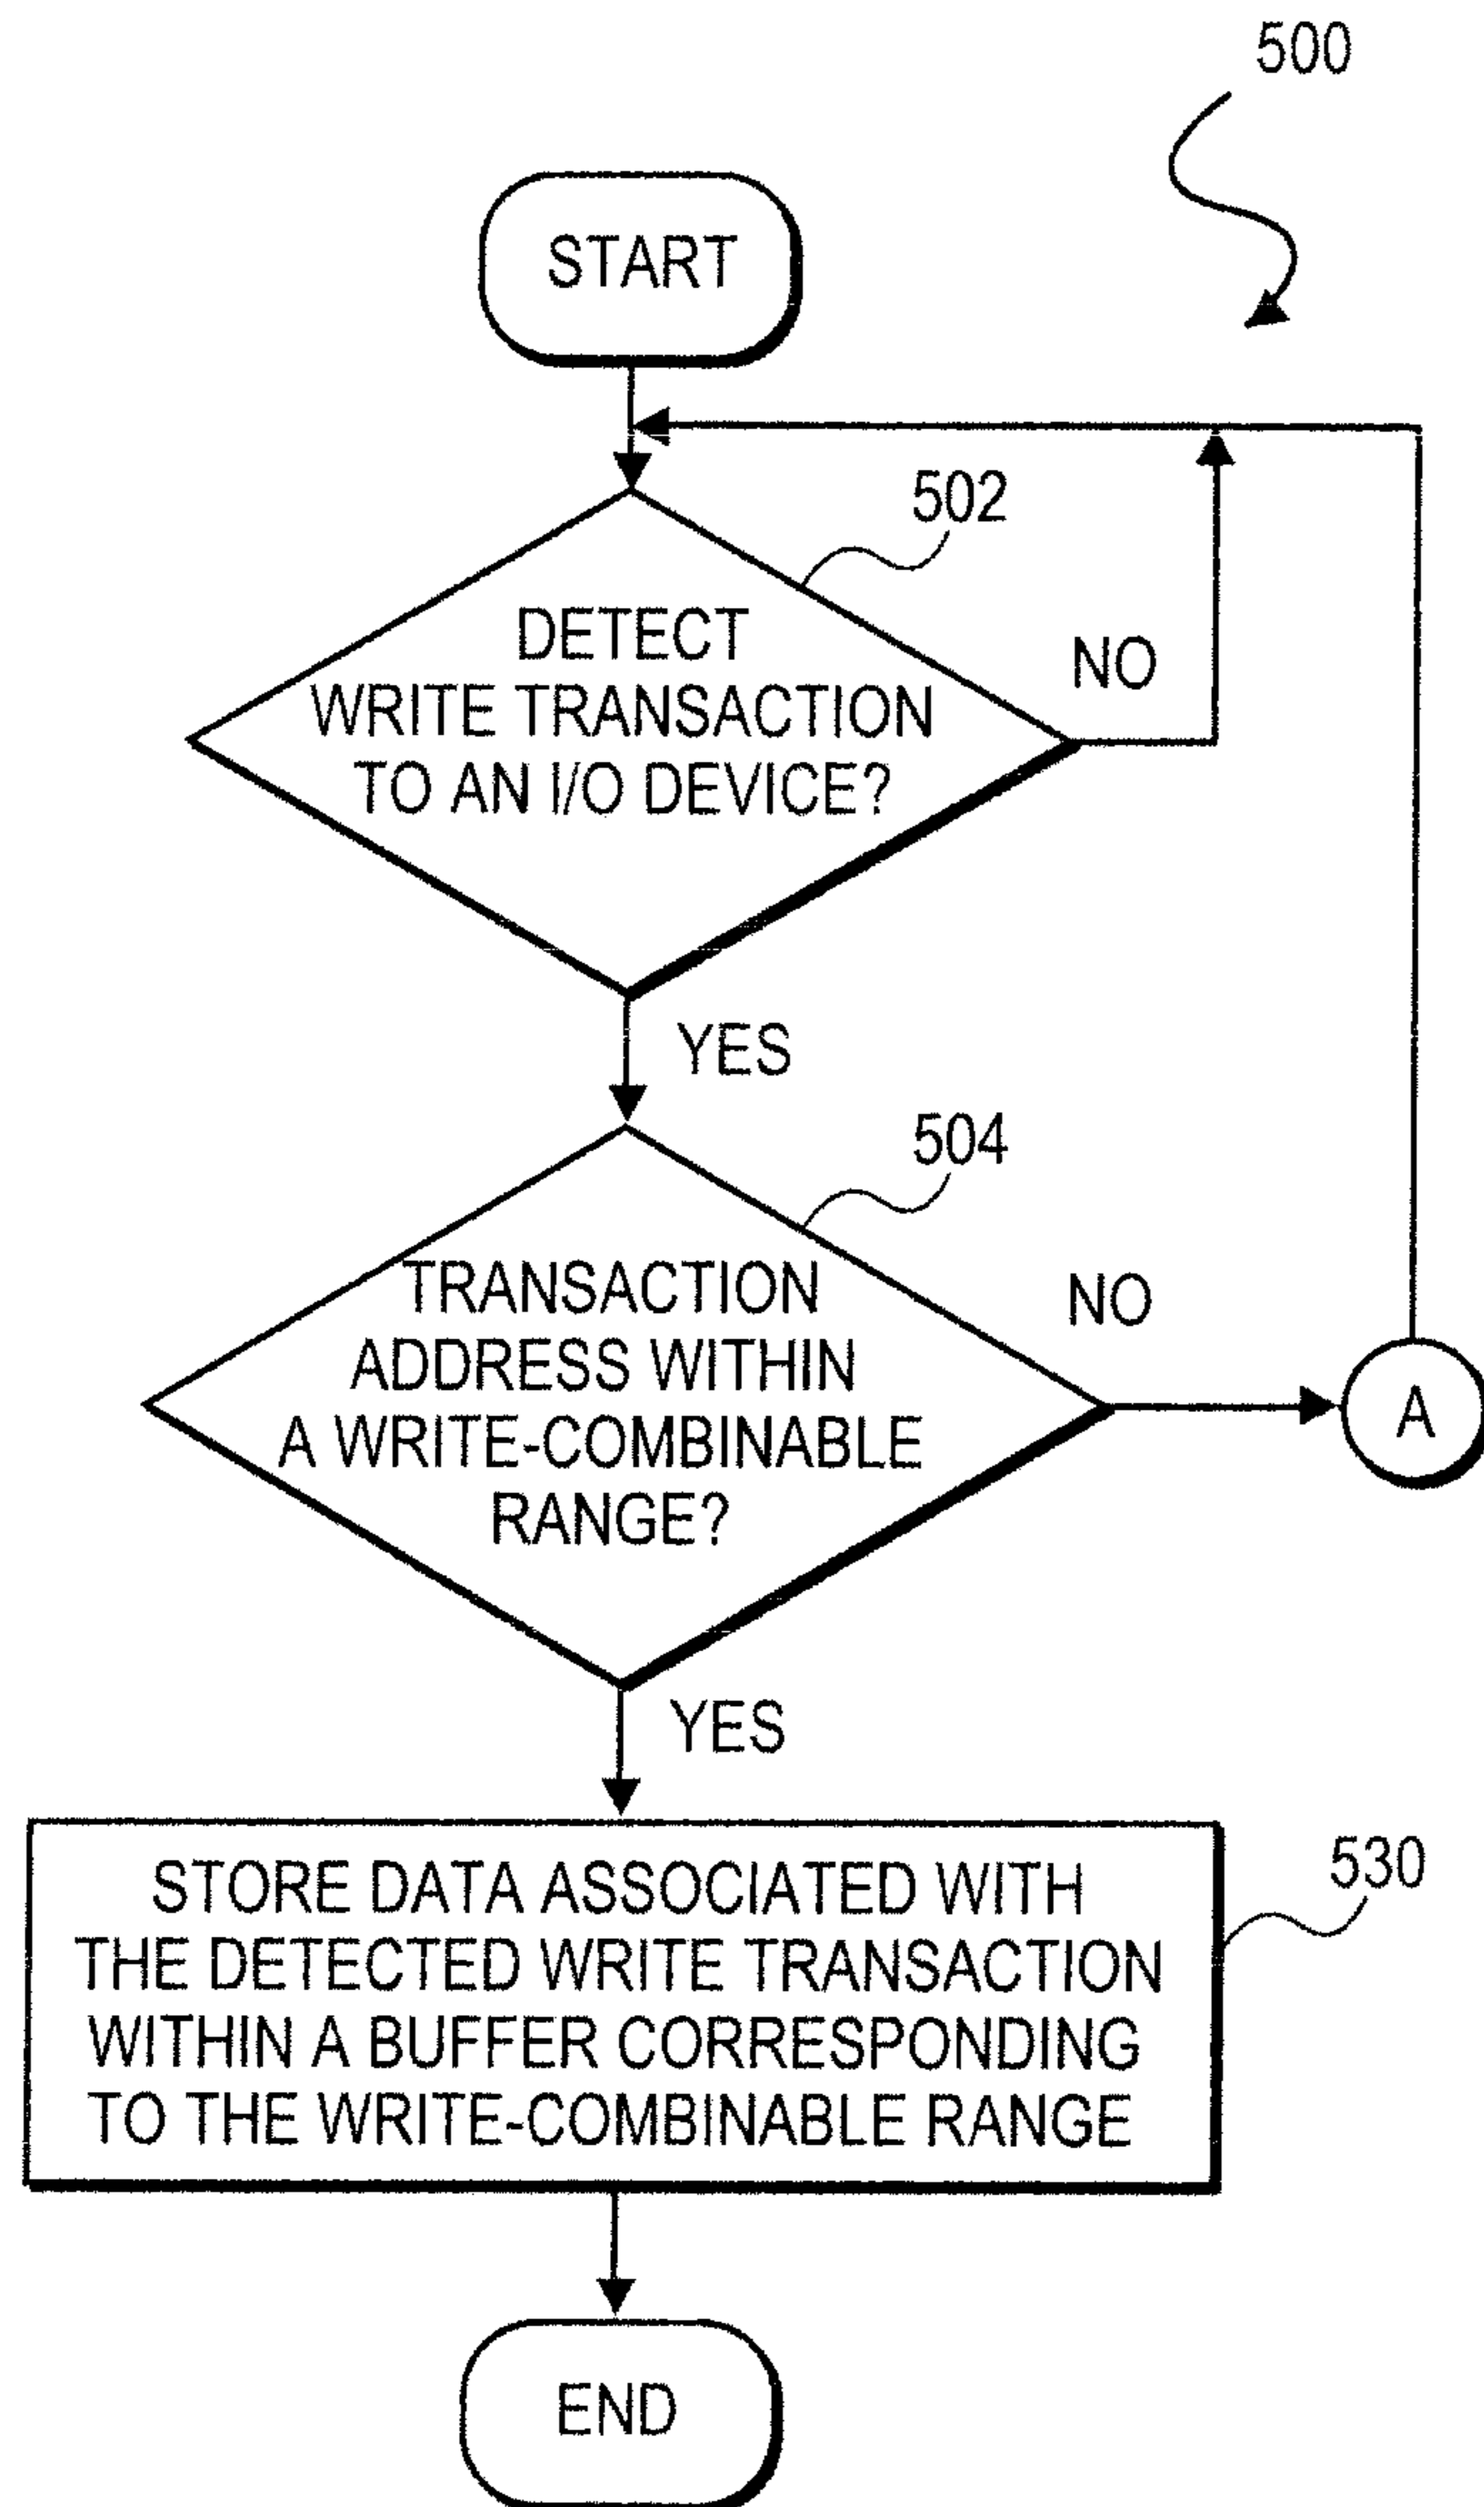 500
START
502
DETECT
WRITE TRANSACTION
TO AN I/O DEVICE?
NO
YES
504
TRANSACTION
ADDRESS WITHIN
A WRITE-COMBINABLE
RANGE?
NO
A
YES
530
STORE DATA ASSOCIATED WITH
THE DETECTED WRITE TRANSACTION
WITHIN A BUFFER CORRESPONDING
TO THE WRITE-COMBINABLE RANGE
END